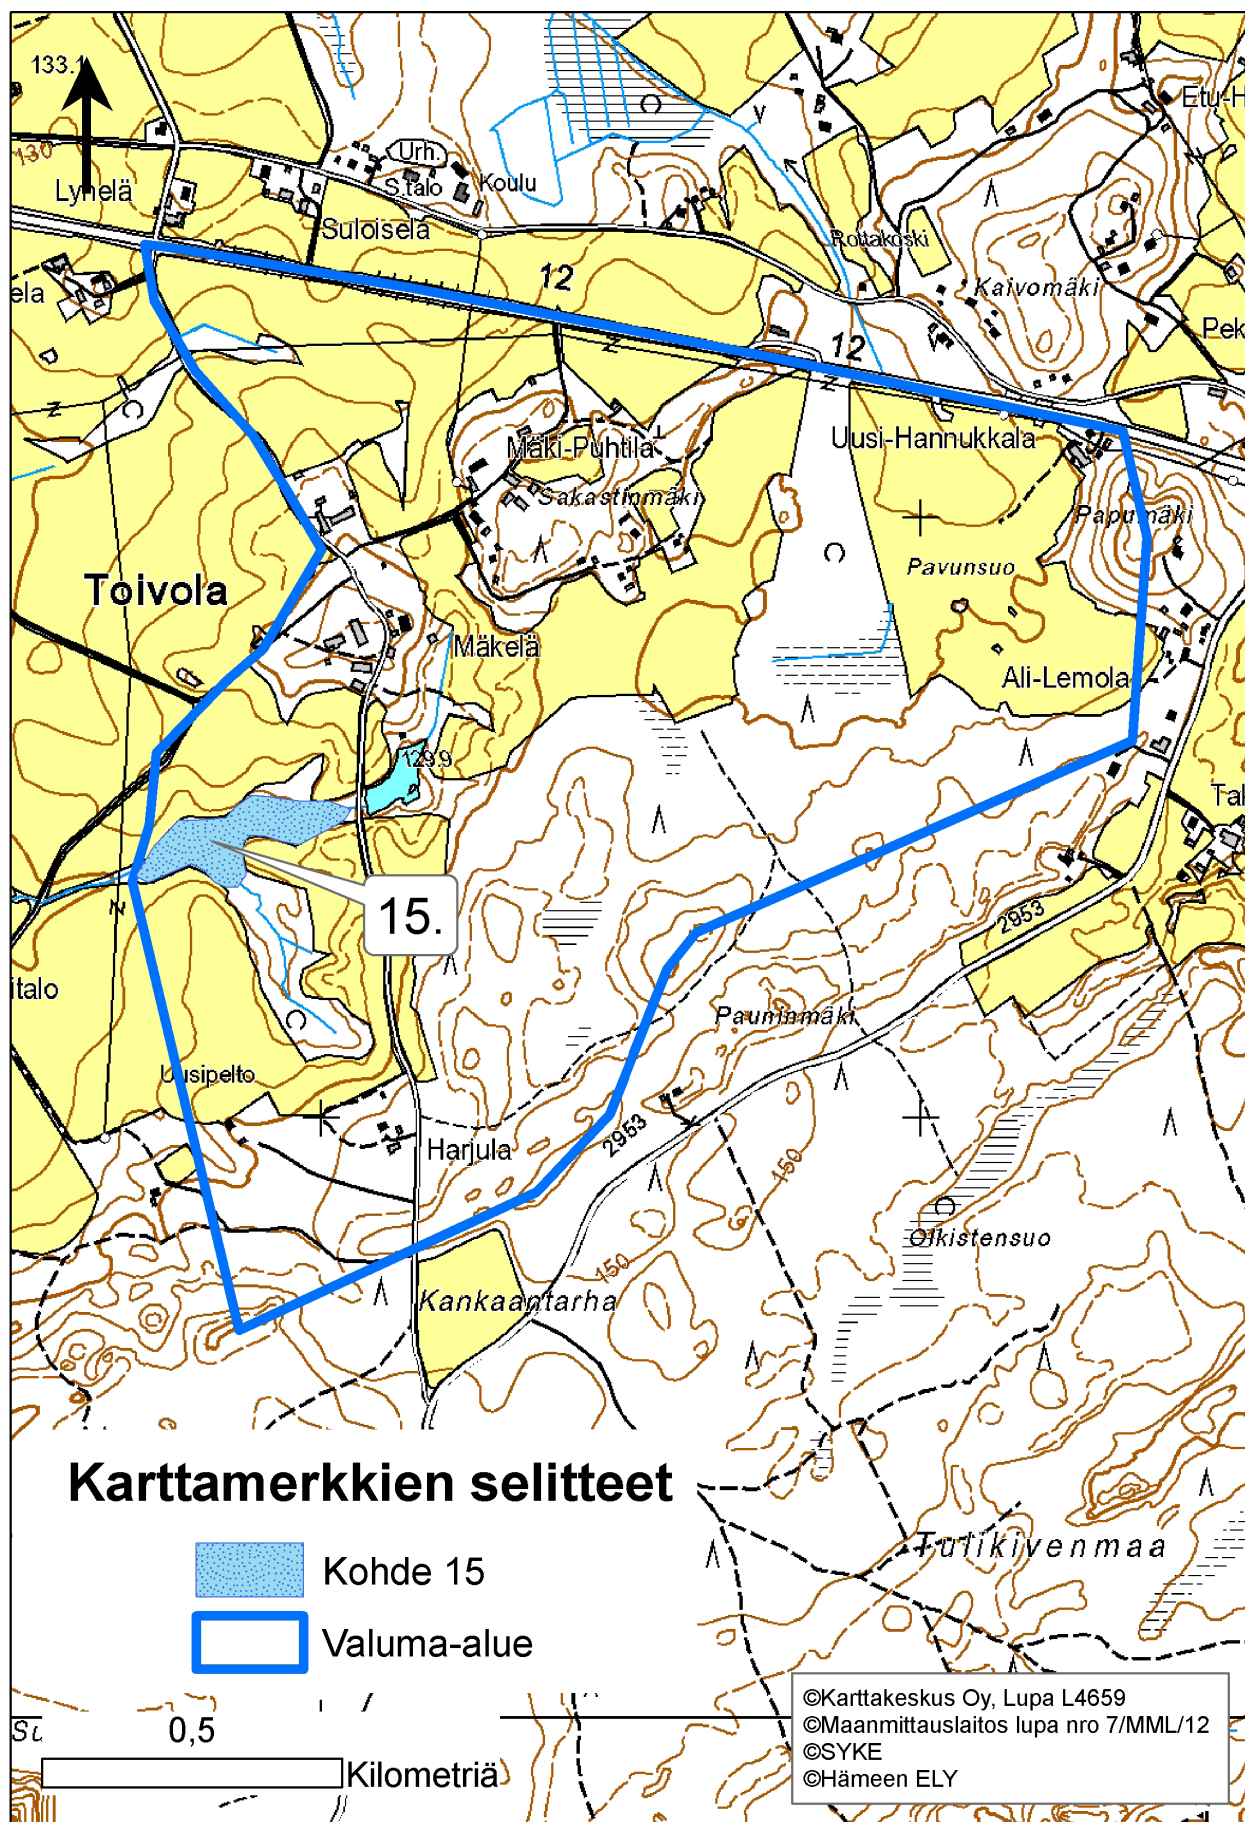 133.1
Etu-H
130
Urh.
Lyhelä
S.talo
Koulu
Suloisela
Rottakoski
12
Kaivomäki
ela
12
Pek
Mäki-Puhtila
Uusi-Hannukkala
Sakastinmäki
Papumäki
Pavunsuo
Toivola
Mäkelä
Ali-Lemola
129.9
Tal
15.
2953
italo
Pauninmäki
Uusipelto
2953
Harjula
150
Olkistensuo
150
Kankaantarha
Karttamerkkien selitteet
Tulikivenmaa
Kohde 15
Valuma-alue
©Karttakeskus Oy, Lupa L4659
©Maanmittauslaitos lupa nro 7/MML/12
©SYKE
©Hämeen ELY
0,5
Kilometriä